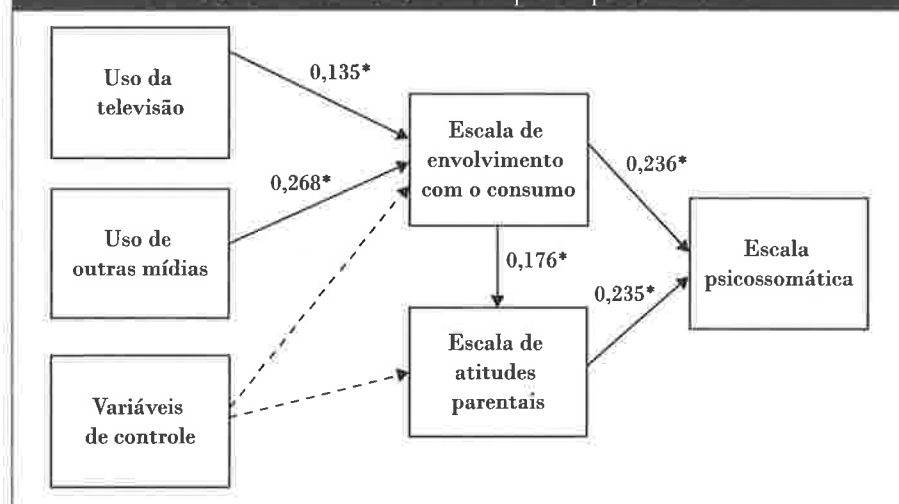 Uso da
televisão
0,135*
Escala de
envolvimento
com o consumo
0,268*
0,236*
Uso de
outras mídias
Escala
psicossomática
0,176*
0,235*
Escala de
atitudes
parentais
Variáveis
de controle